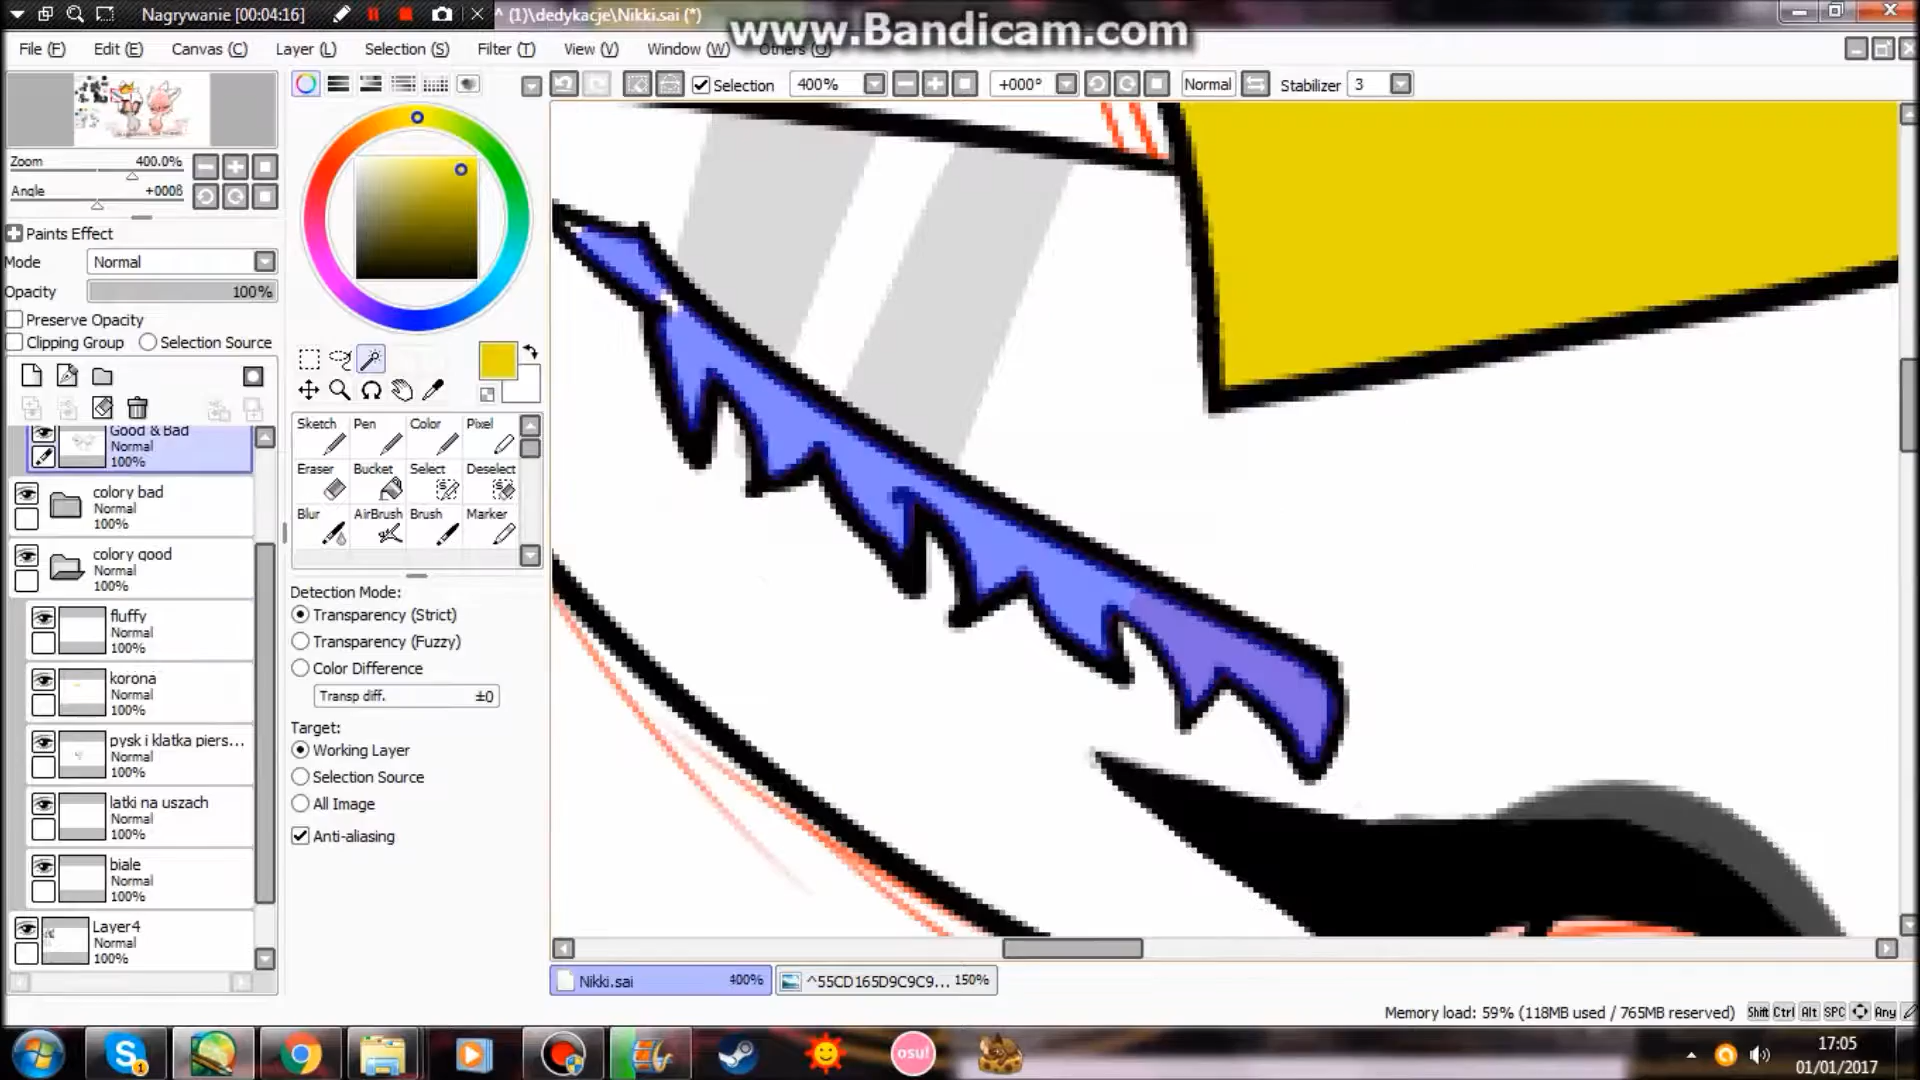 Nagrywanie [00:04:16]
^ (1)\dedykacje\Nikki.sai (*)
www.Bandicam.com
File (F) Edit (E) Canvas (C) Layer (L) Selection (S) Filter (T) View (V) Window (W) Others (O)
Selection 400% +000° Normal Stabilizer 3
Zoom 400.0%
Angle +000ß
Paints Effect
Mode Normal
Opacity 100%
Preserve Opacity
Clipping Group Selection Source
Good & Bad
Normal
100%
colory bad
Normal
100%
colory good
Normal
100%
fluffy
Normal
100%
korona
Normal
100%
pysk i klatka piers...
Normal
100%
latki na uszach
Normal
100%
biale
Normal
100%
Layer4
Normal
100%
Sketch Pen Color Pixel
Eraser Bucket Select Deselect
Blur AirBrush Brush Marker
Detection Mode:
Transparency (Strict)
Transparency (Fuzzy)
Color Difference
Transp diff. ±0
Target:
Working Layer
Selection Source
All Image
Anti-aliasing
Nikki.sai 400%
^55CD165D9C9C9... 150%
Memory load: 59% (118MB used / 765MB reserved) Shift Ctrl Alt SPC Any
S 1
osu!
17:05
01/01/2017